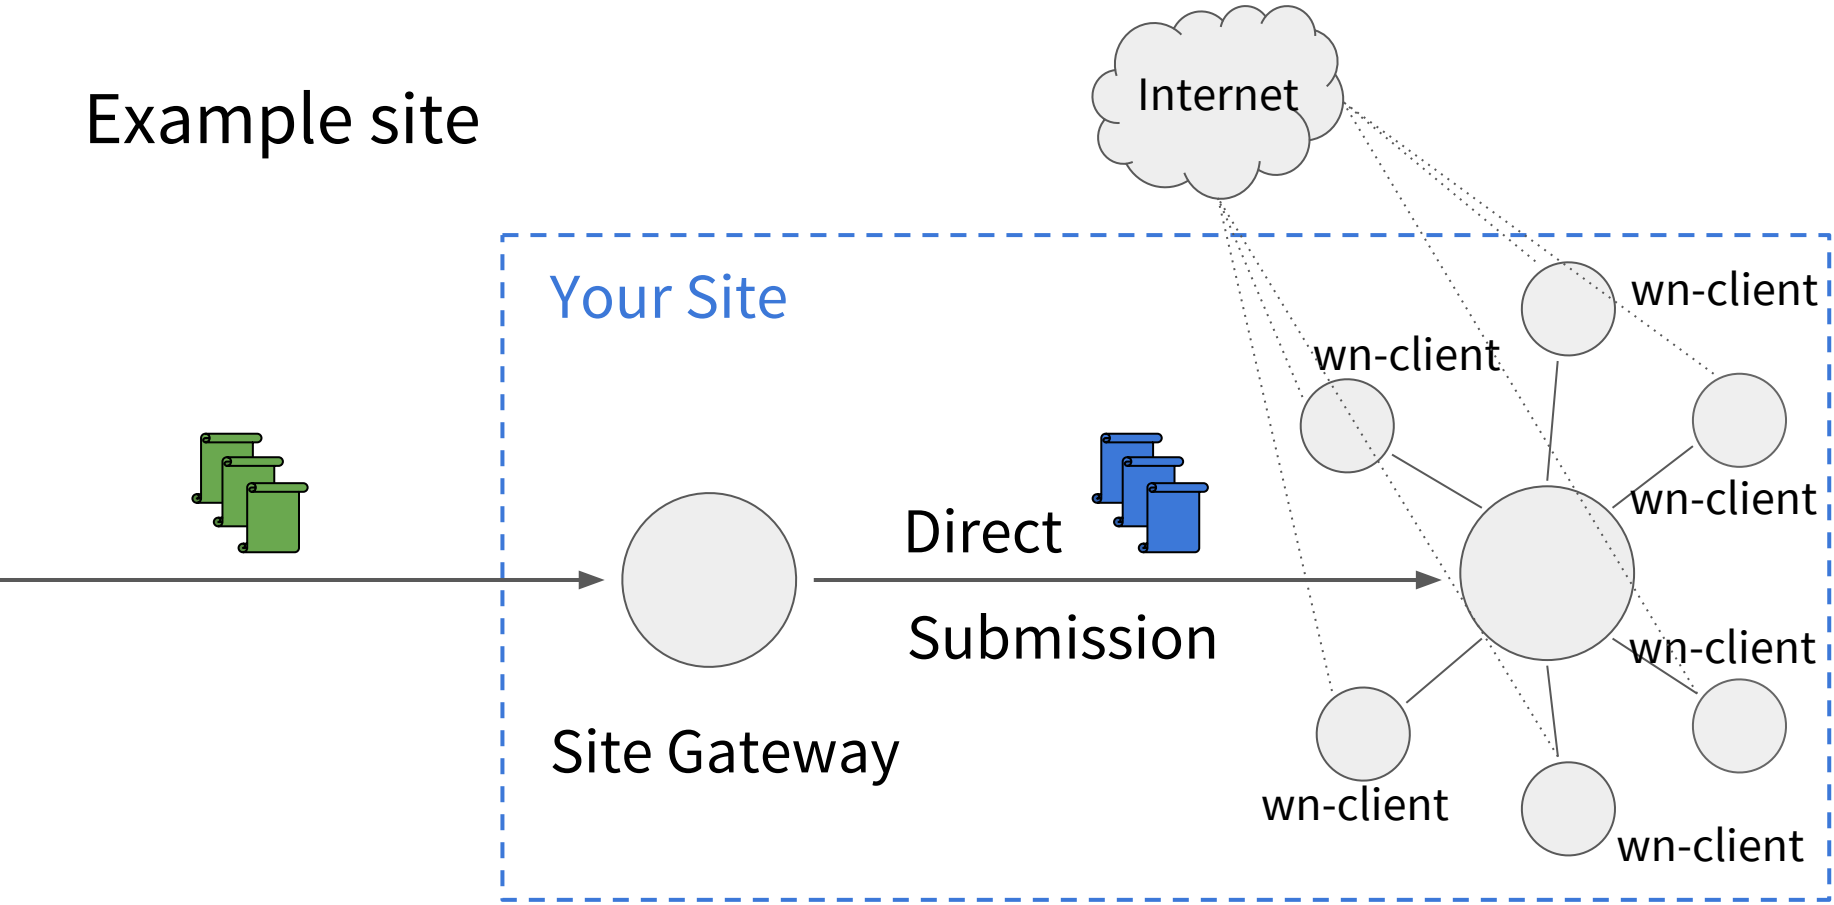 Example site
Internet
Your Site
wn-client
wn-client
wn-client
Direct
Submission
wn-client
Site Gateway
wn-client
wn-client